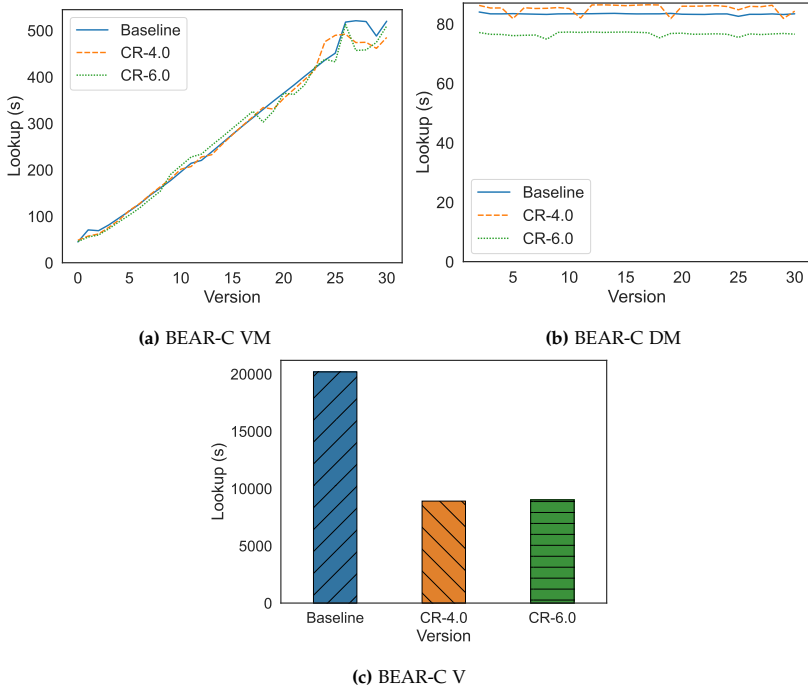 500
400
300
200
100
0
Lookup (s)
Baseline
CR-4.0
CR-6.0
0 5 10 15 20 25 30
Version
(a) BEAR-C VM
80
60
40
20
0
Lookup (s)
Baseline
CR-4.0
CR-6.0
5 10 15 20 25 30
Version
(b) BEAR-C DM
20000
15000
10000
5000
0
Lookup (s)
Baseline CR-4.0 CR-6.0
Version
(c) BEAR-C V